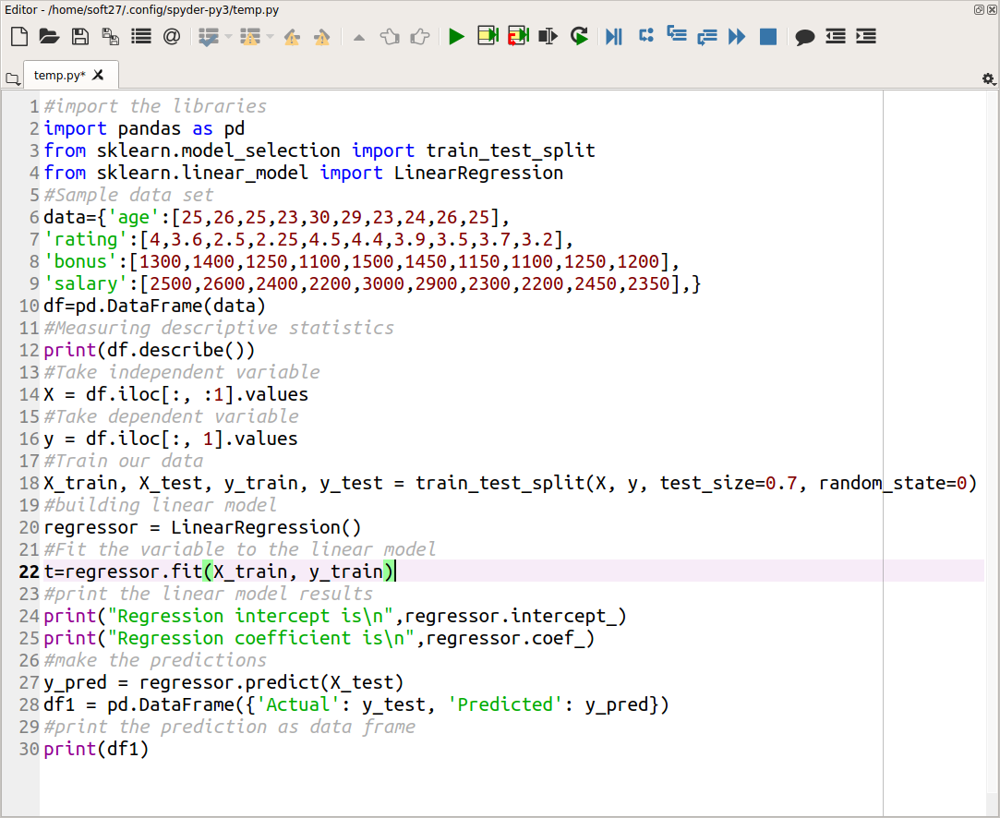 Editor - /home/soft27/.config/spyder-py3/temp.py
temp.py*
1 #import the libraries
2 import pandas as pd
3 from sklearn.model_selection import train_test_split
4 from sklearn.linear_model import LinearRegression
5 #Sample data set
6 data={'age':[25,26,25,23,30,29,23,24,26,25],
7 'rating':[4,3.6,2.5,2.25,4.5,4.4,3.9,3.5,3.7,3.2],
8 'bonus':[1300,1400,1250,1100,1500,1450,1150,1100,1250,1200],
9 'salary':[2500,2600,2400,2200,3000,2900,2300,2200,2450,2350],}
10 df=pd.DataFrame(data)
11 #Measuring descriptive statistics
12 print(df.describe())
13 #Take independent variable
14 X = df.iloc[:, :1].values
15 #Take dependent variable
16 y = df.iloc[:, 1].values
17 #Train our data
18 X_train, X_test, y_train, y_test = train_test_split(X, y, test_size=0.7, random_state=0)
19 #building linear model
20 regressor = LinearRegression()
21 #Fit the variable to the linear model
22 t=regressor.fit(X_train, y_train)
23 #print the linear model results
24 print("Regression intercept is\n",regressor.intercept_)
25 print("Regression coefficient is\n",regressor.coef_)
26 #make the predictions
27 y_pred = regressor.predict(X_test)
28 df1 = pd.DataFrame({'Actual': y_test, 'Predicted': y_pred})
29 #print the prediction as data frame
30 print(df1)